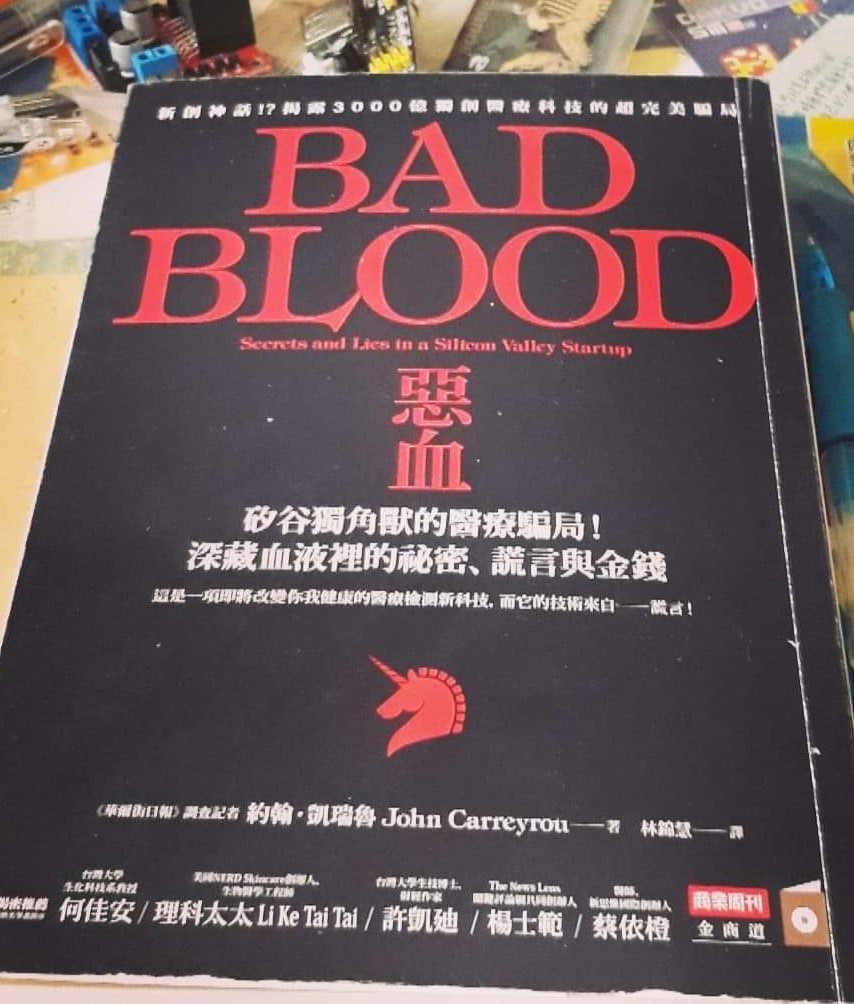 新創神話!?揭露3000億獨創醫療科技的超完美騙局
BAD
BLOOD
Secrets and Lies in a Silicon Valley Startup
惡
血
矽谷獨角獸的醫療騙局!
深藏血液裡的祕密、謊言與金錢
這是一項即將改變你我健康的醫療檢測新科技,而它的技術來自——謊言!
《華爾街日報》調查記者 約翰·凱瑞魯 John Carreyrou——著 林錦慧——譯
台灣大學
生化科技系教授
何佳安/
美國NERD Skincare創辦人、
生物醫學工程師
理科太太 Li Ke Tai Tai/
台灣大學生技博士、
財經作家
許凱廸/
The News Lens
關鍵評論網共同創辦人
楊士範/
醫師、
新思惟國際創辦人
蔡依橙
商業周刊
金商道